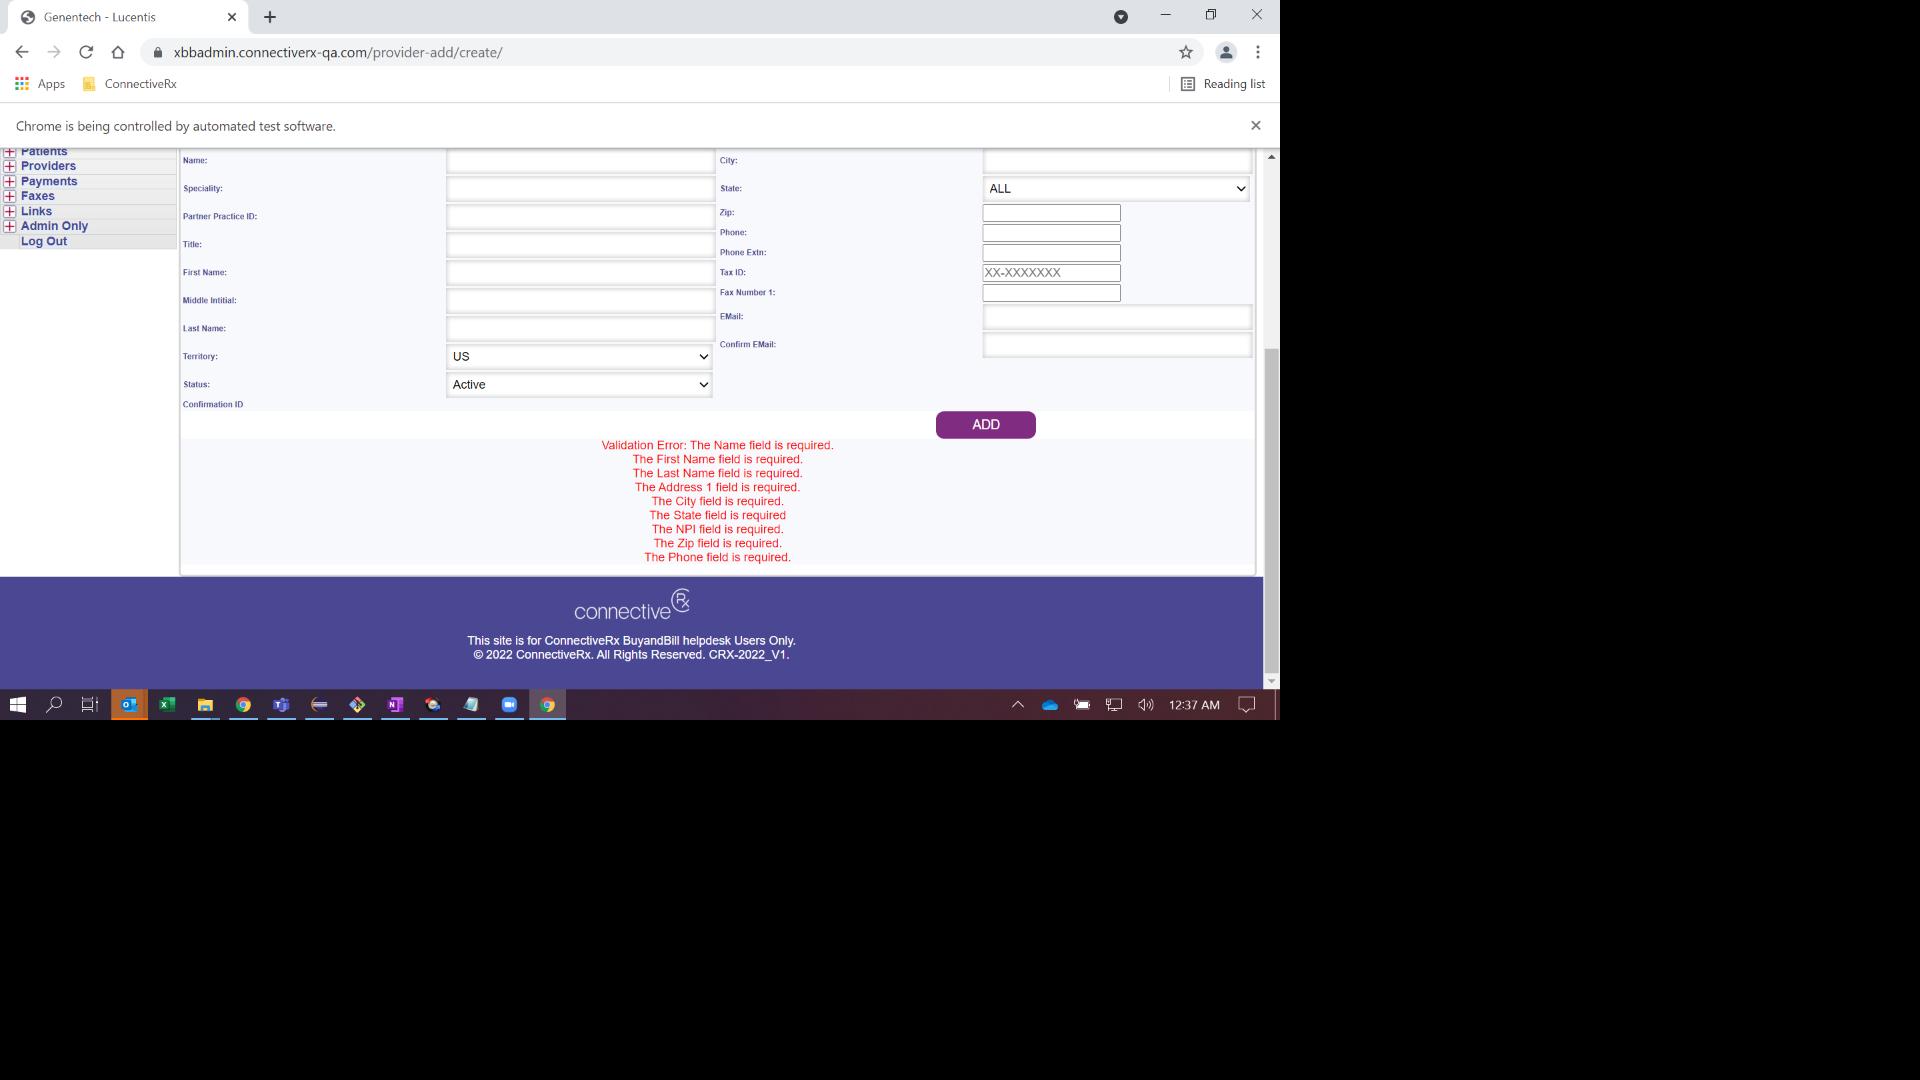 Genentech - Lucentis
xbbadmin.connectiverx-qa.com/provider-add/create/
Apps
ConnectiveRx
Reading list
Chrome is being controlled by automated test software.
Patients
Providers
Payments
Faxes
Links
Admin Only
Log Out
Name:
City:
Speciality:
State:
ALL
Partner Practice ID:
Zip:
Phone:
Title:
Phone Extn:
First Name:
Tax ID:
XX-XXXXXXX
Middle Intitial:
Fax Number 1:
Last Name:
EMail:
Territory:
US
Confirm EMail:
Status:
Active
Confirmation ID
ADD
Validation Error: The Name field is required.
The First Name field is required.
The Last Name field is required.
The Address 1 field is required.
The City field is required.
The State field is required
The NPI field is required.
The Zip field is required.
The Phone field is required.
connectiveRx
This site is for ConnectiveRx BuyandBill helpdesk Users Only.
© 2022 ConnectiveRx. All Rights Reserved. CRX-2022_V1.
12:37 AM